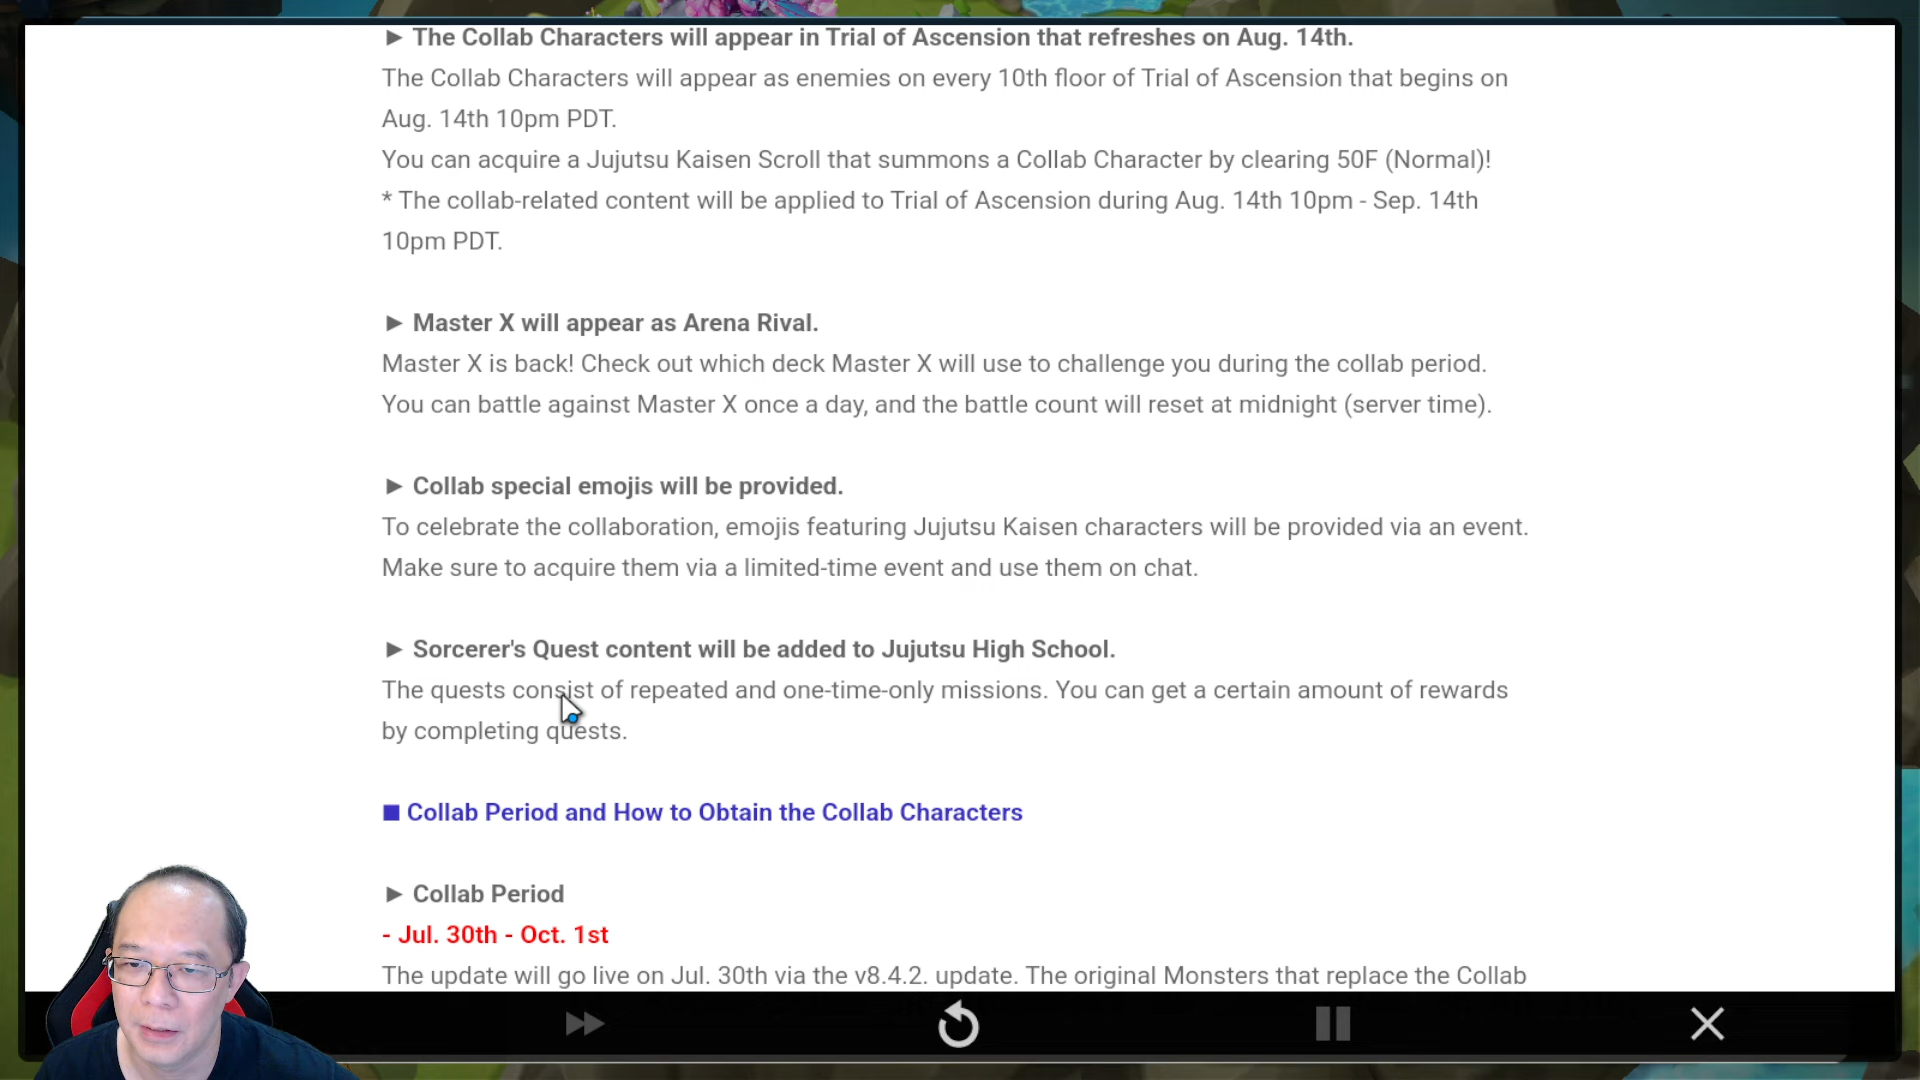 ► The Collab Characters will appear in Trial of Ascension that refreshes on Aug. 14th.
The Collab Characters will appear as enemies on every 10th floor of Trial of Ascension that begins on
Aug. 14th 10pm PDT.
You can acquire a Jujutsu Kaisen Scroll that summons a Collab Character by clearing 50F (Normal)!
* The collab-related content will be applied to Trial of Ascension during Aug. 14th 10pm - Sep. 14th
10pm PDT.
► Master X will appear as Arena Rival.
Master X is back! Check out which deck Master X will use to challenge you during the collab period.
You can battle against Master X once a day, and the battle count will reset at midnight (server time).
► Collab special emojis will be provided.
To celebrate the collaboration, emojis featuring Jujutsu Kaisen characters will be provided via an event.
Make sure to acquire them via a limited-time event and use them on chat.
► Sorcerer's Quest content will be added to Jujutsu High School.
The quests consist of repeated and one-time-only missions. You can get a certain amount of rewards
by completing quests.
■ Collab Period and How to Obtain the Collab Characters
► Collab Period
- Jul. 30th - Oct. 1st
The update will go live on Jul. 30th via the v8.4.2. update. The original Monsters that replace the Collab